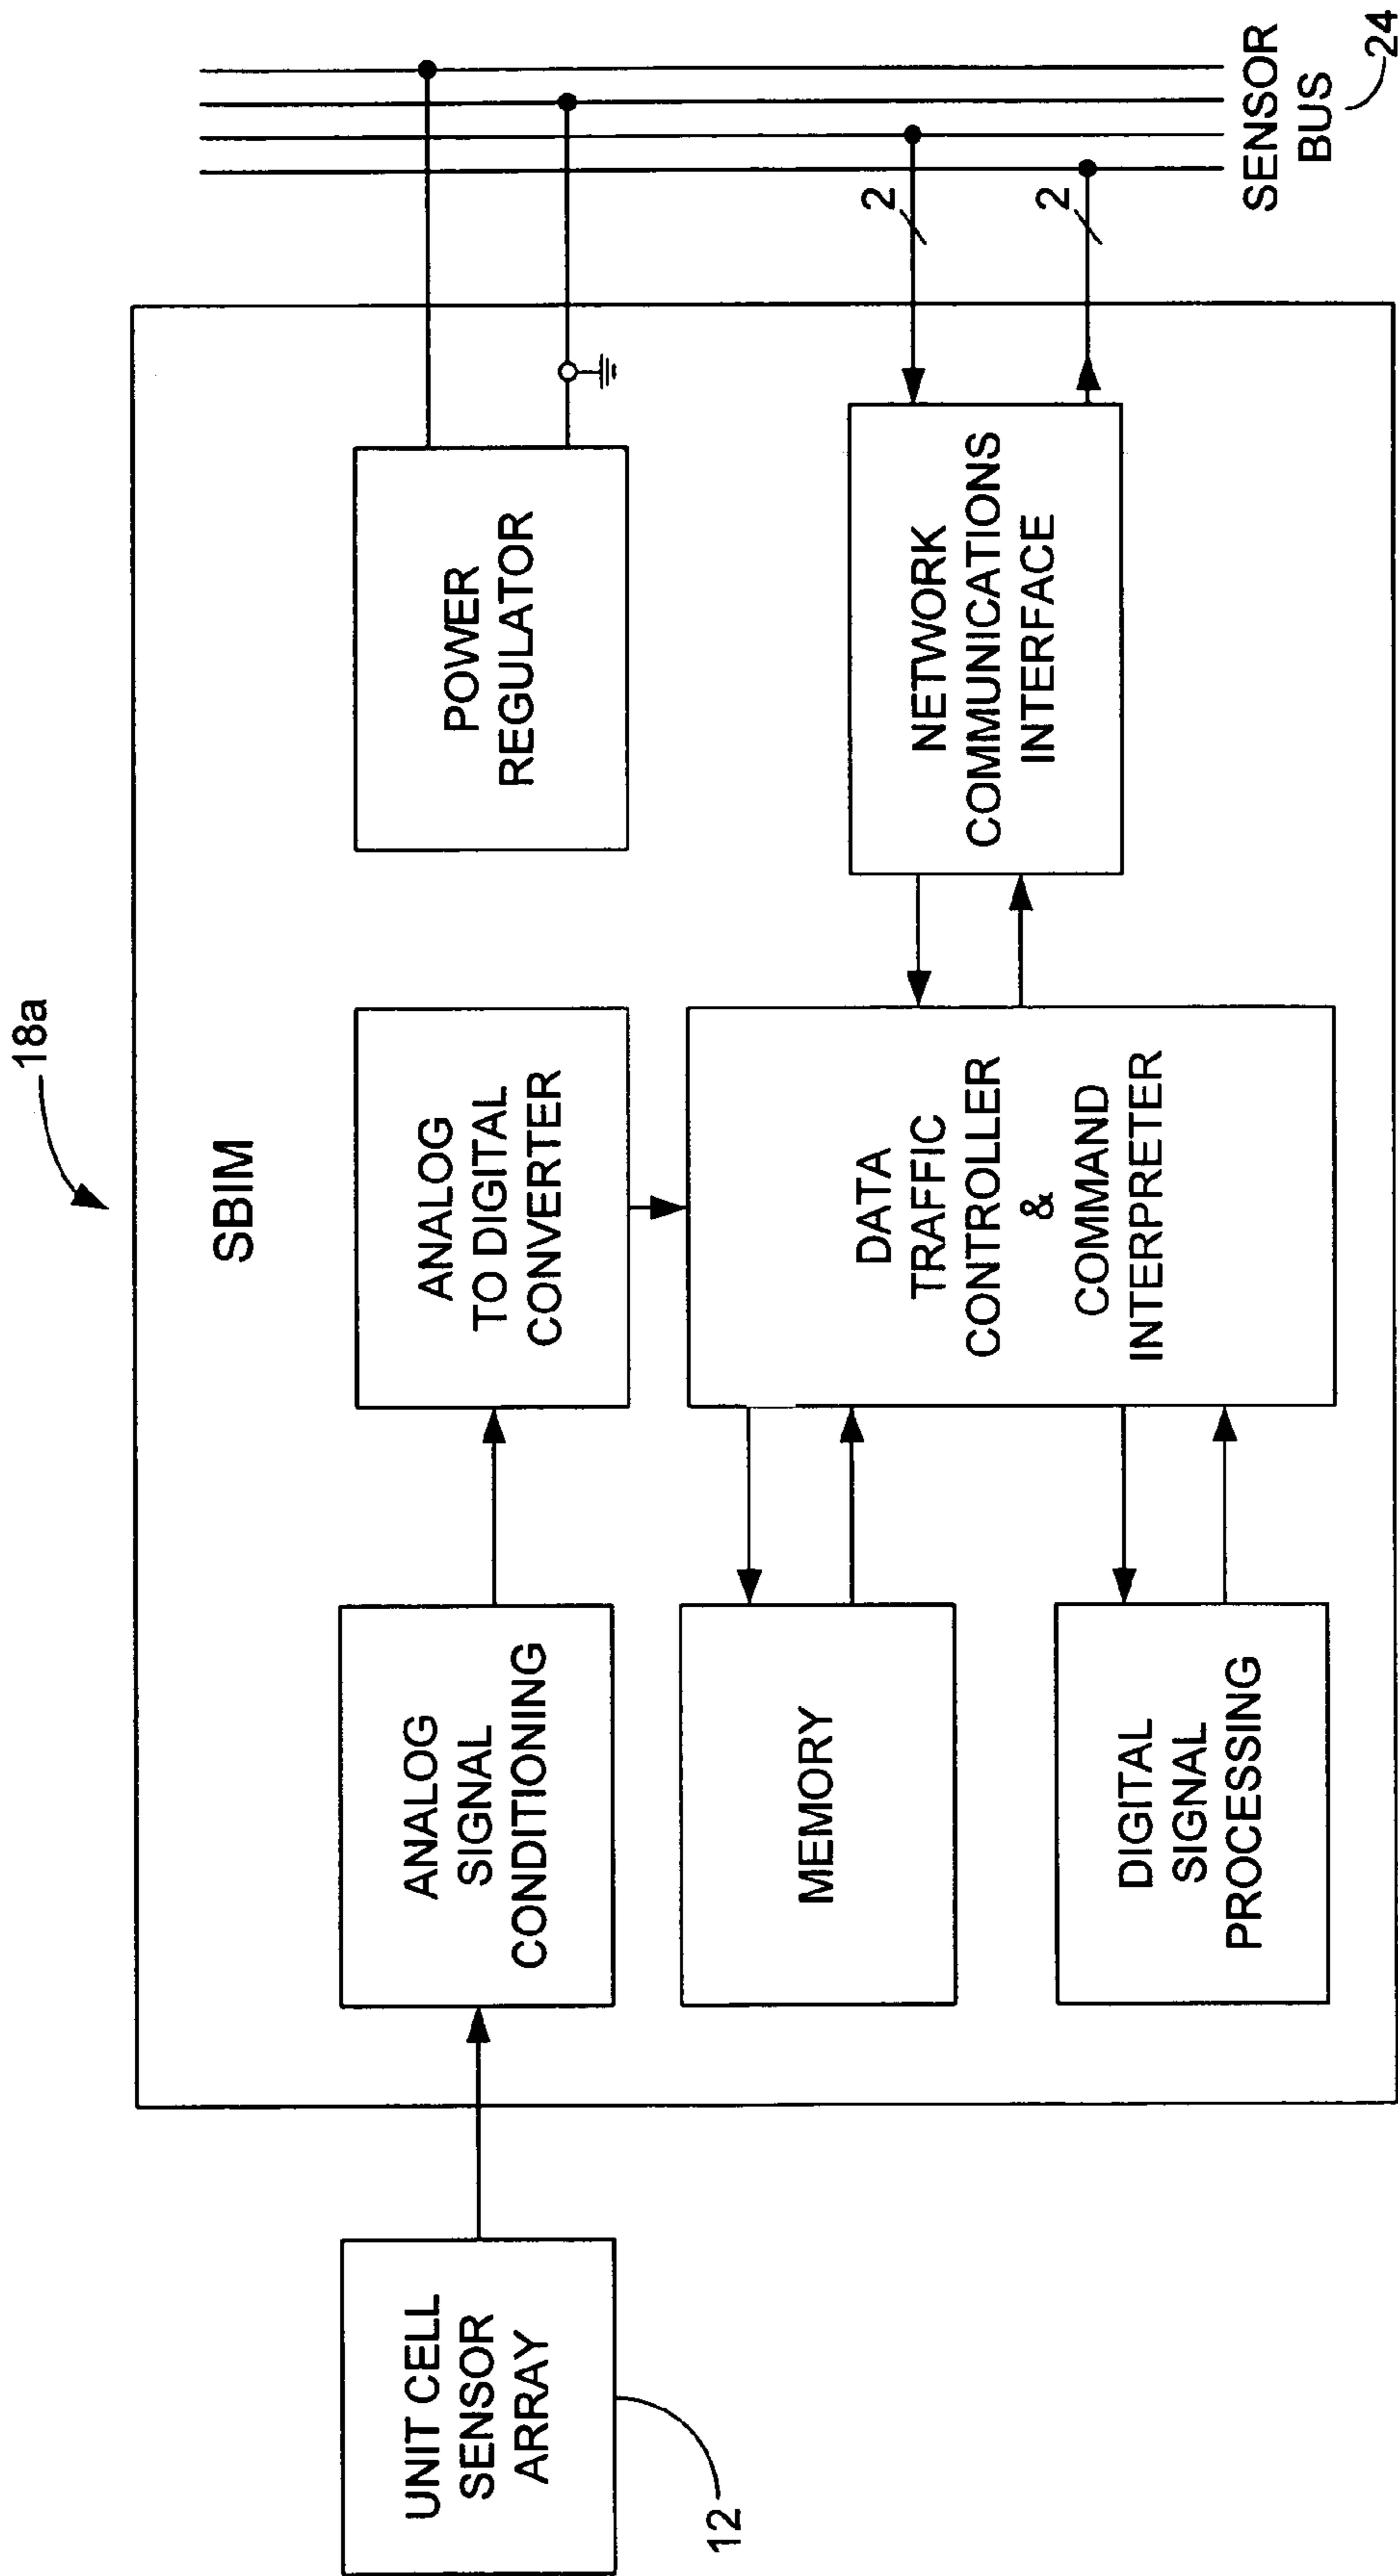 18a
SBIM
UNIT CELL
SENSOR
ARRAY
12
ANALOG
SIGNAL
CONDITIONING
ANALOG
TO DIGITAL
CONVERTER
POWER
REGULATOR
MEMORY
DATA
TRAFFIC
CONTROLLER
&
COMMAND
INTERPRETER
NETWORK
COMMUNICATIONS
INTERFACE
DIGITAL
SIGNAL
PROCESSING
2
2
SENSOR
BUS
24